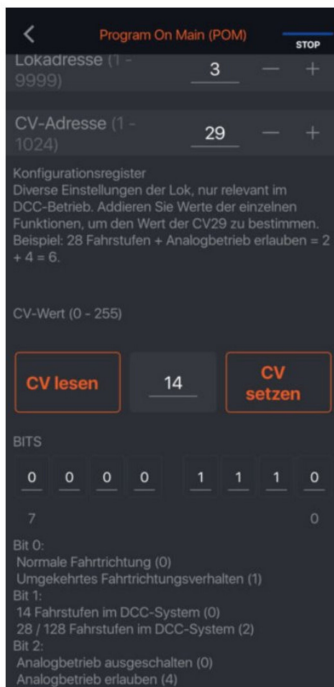 Program On Main (POM)
STOP
Lokadresse (1 -
9999)
3
CV-Adresse (1 -
1024)
29
Konfigurationsregister
Diverse Einstellungen der Lok, nur relevant im
DCC-Betrieb. Addieren Sie Werte der einzelnen
Funktionen, um den Wert der CV29 zu bestimmen.
Beispiel: 28 Fahrstufen + Analogbetrieb erlauben = 2
+ 4 = 6.
CV-Wert (0 - 255)
CV lesen
14
CV
setzen
BITS
0 0 0 0 1 1 1 0
7 0
Bit 0:
Normale Fahrtrichtung (0)
Umgekehrtes Fahrtrichtungsverhalten (1)
Bit 1:
14 Fahrstufen im DCC-System (0)
28 / 128 Fahrstufen im DCC-System (2)
Bit 2:
Analogbetrieb ausgeschalten (0)
Analogbetrieb erlauben (4)